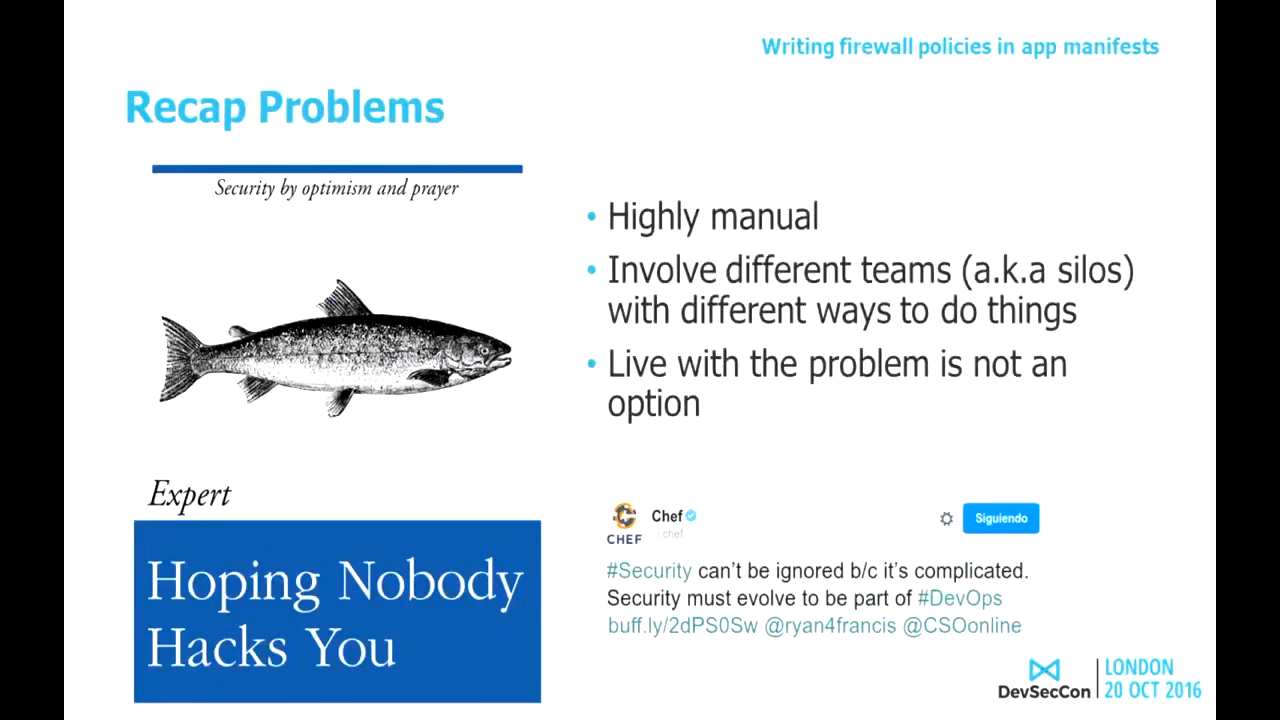 Writing firewall policies in app manifests
Recap Problems
Security by optimism and prayer
Expert
Hoping Nobody
Hacks You
• Highly manual
• Involve different teams (a.k.a silos)
with different ways to do things
• Live with the problem is not an
option
CHEF
Chef
chef
Siguiendo
#Security can't be ignored b/c it's complicated.
Security must evolve to be part of #DevOps
buff.ly/2dPS0Sw @ryan4francis @CSOonline
DevSecCon
LONDON
20 OCT 2016